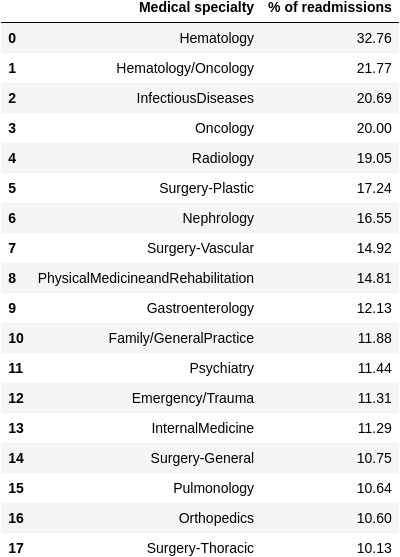 Medical specialty % of readmissions
0 Hematology 32.76
1 Hematology/Oncology 21.77
2 InfectiousDiseases 20.69
3 Oncology 20.00
4 Radiology 19.05
5 Surgery-Plastic 17.24
6 Nephrology 16.55
7 Surgery-Vascular 14.92
8 PhysicalMedicineandRehabilitation 14.81
9 Gastroenterology 12.13
10 Family/GeneralPractice 11.88
11 Psychiatry 11.44
12 Emergency/Trauma 11.31
13 InternalMedicine 11.29
14 Surgery-General 10.75
15 Pulmonology 10.64
16 Orthopedics 10.60
17 Surgery-Thoracic 10.13